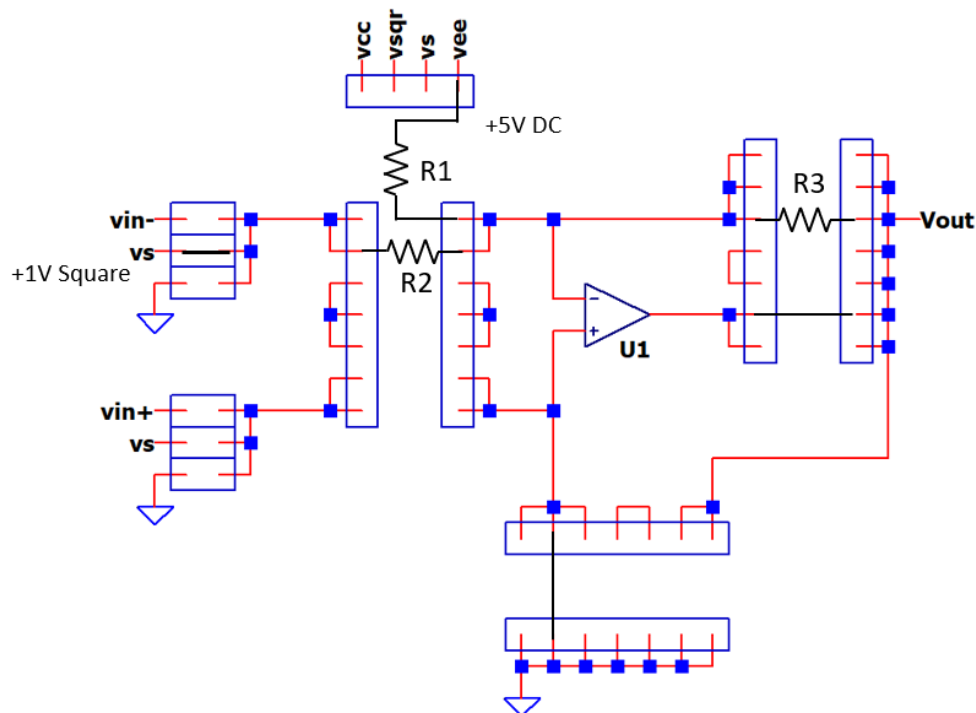 vcc vsqr vs vee
+5V DC
R1
R3
vin-
vs
Vout
+1V Square
R2
−
+
U1
vin+
vs